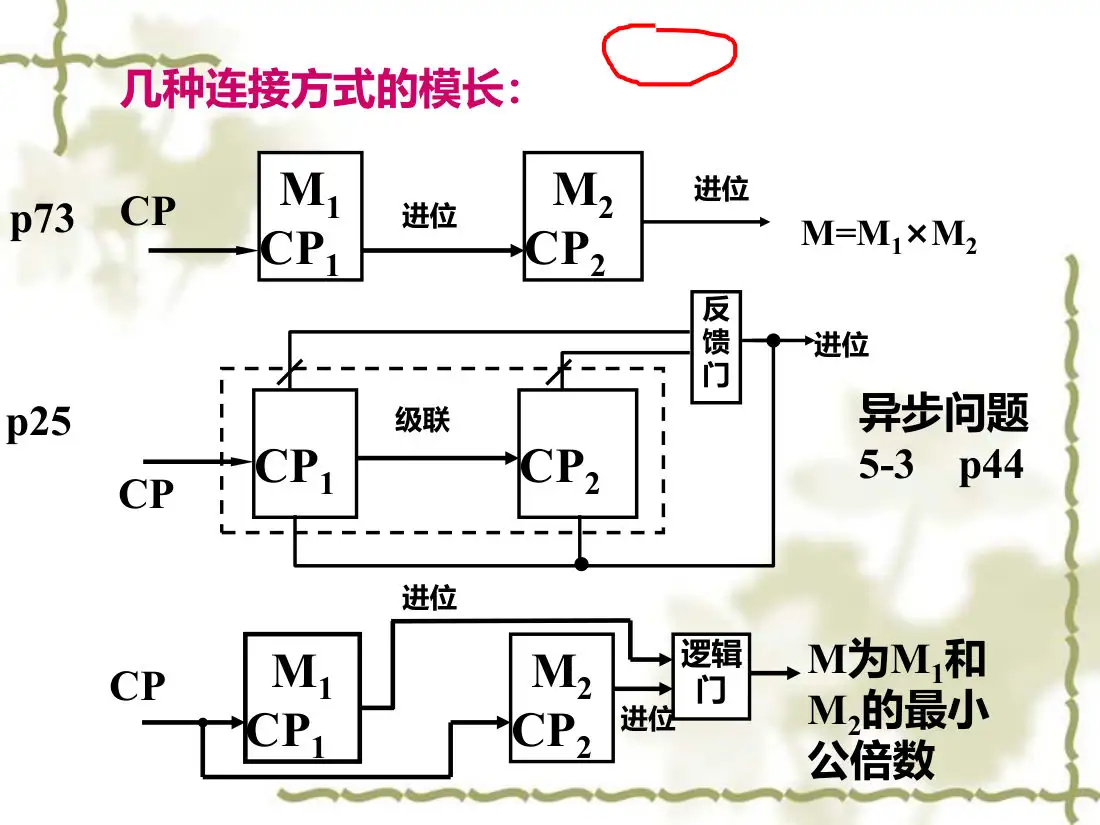 几种连接方式的模长：
p73
CP
M₁
CP₁
进位
M₂
CP₂
进位
M=M₁×M₂
反馈门
进位
p25
CP
CP₁
级联
CP₂
异步问题
5-3 p44
进位
CP
M₁
CP₁
M₂
CP₂
进位
逻辑
门
M为M₁和
M₂的最小
公倍数